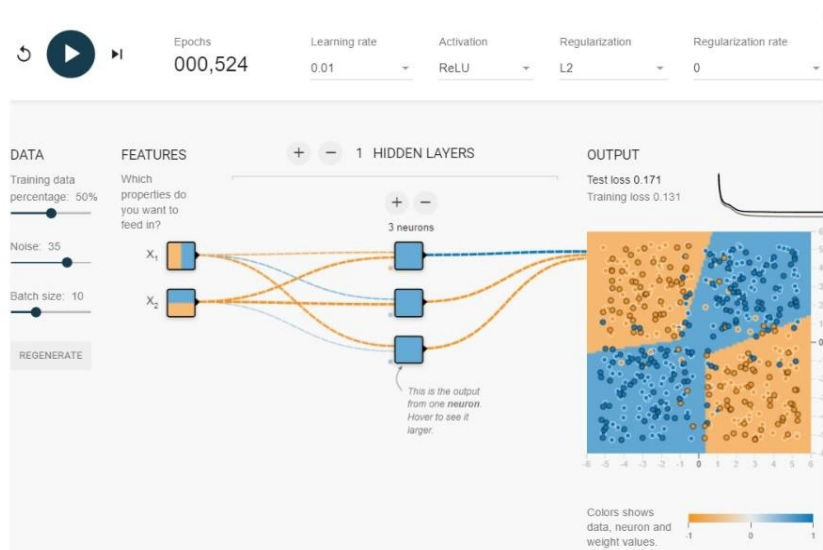 Epochs
000,524
Learning rate
0.01
Activation
ReLU
Regularization
L2
Regularization rate
0
DATA
Training data
percentage: 50%
Noise: 35
Batch size: 10
REGENERATE
FEATURES
Which
properties do
you want to
feed in?
X1
X2
+ − 1 HIDDEN LAYERS
+ −
3 neurons
This is the output
from one neuron.
Hover to see it
larger.
OUTPUT
Test loss 0.171
Training loss 0.131
-6 -5 -4 -3 -2 -1 0 1 2 3 4 5 6
Colors shows
data, neuron and
weight values.
-1 0 1